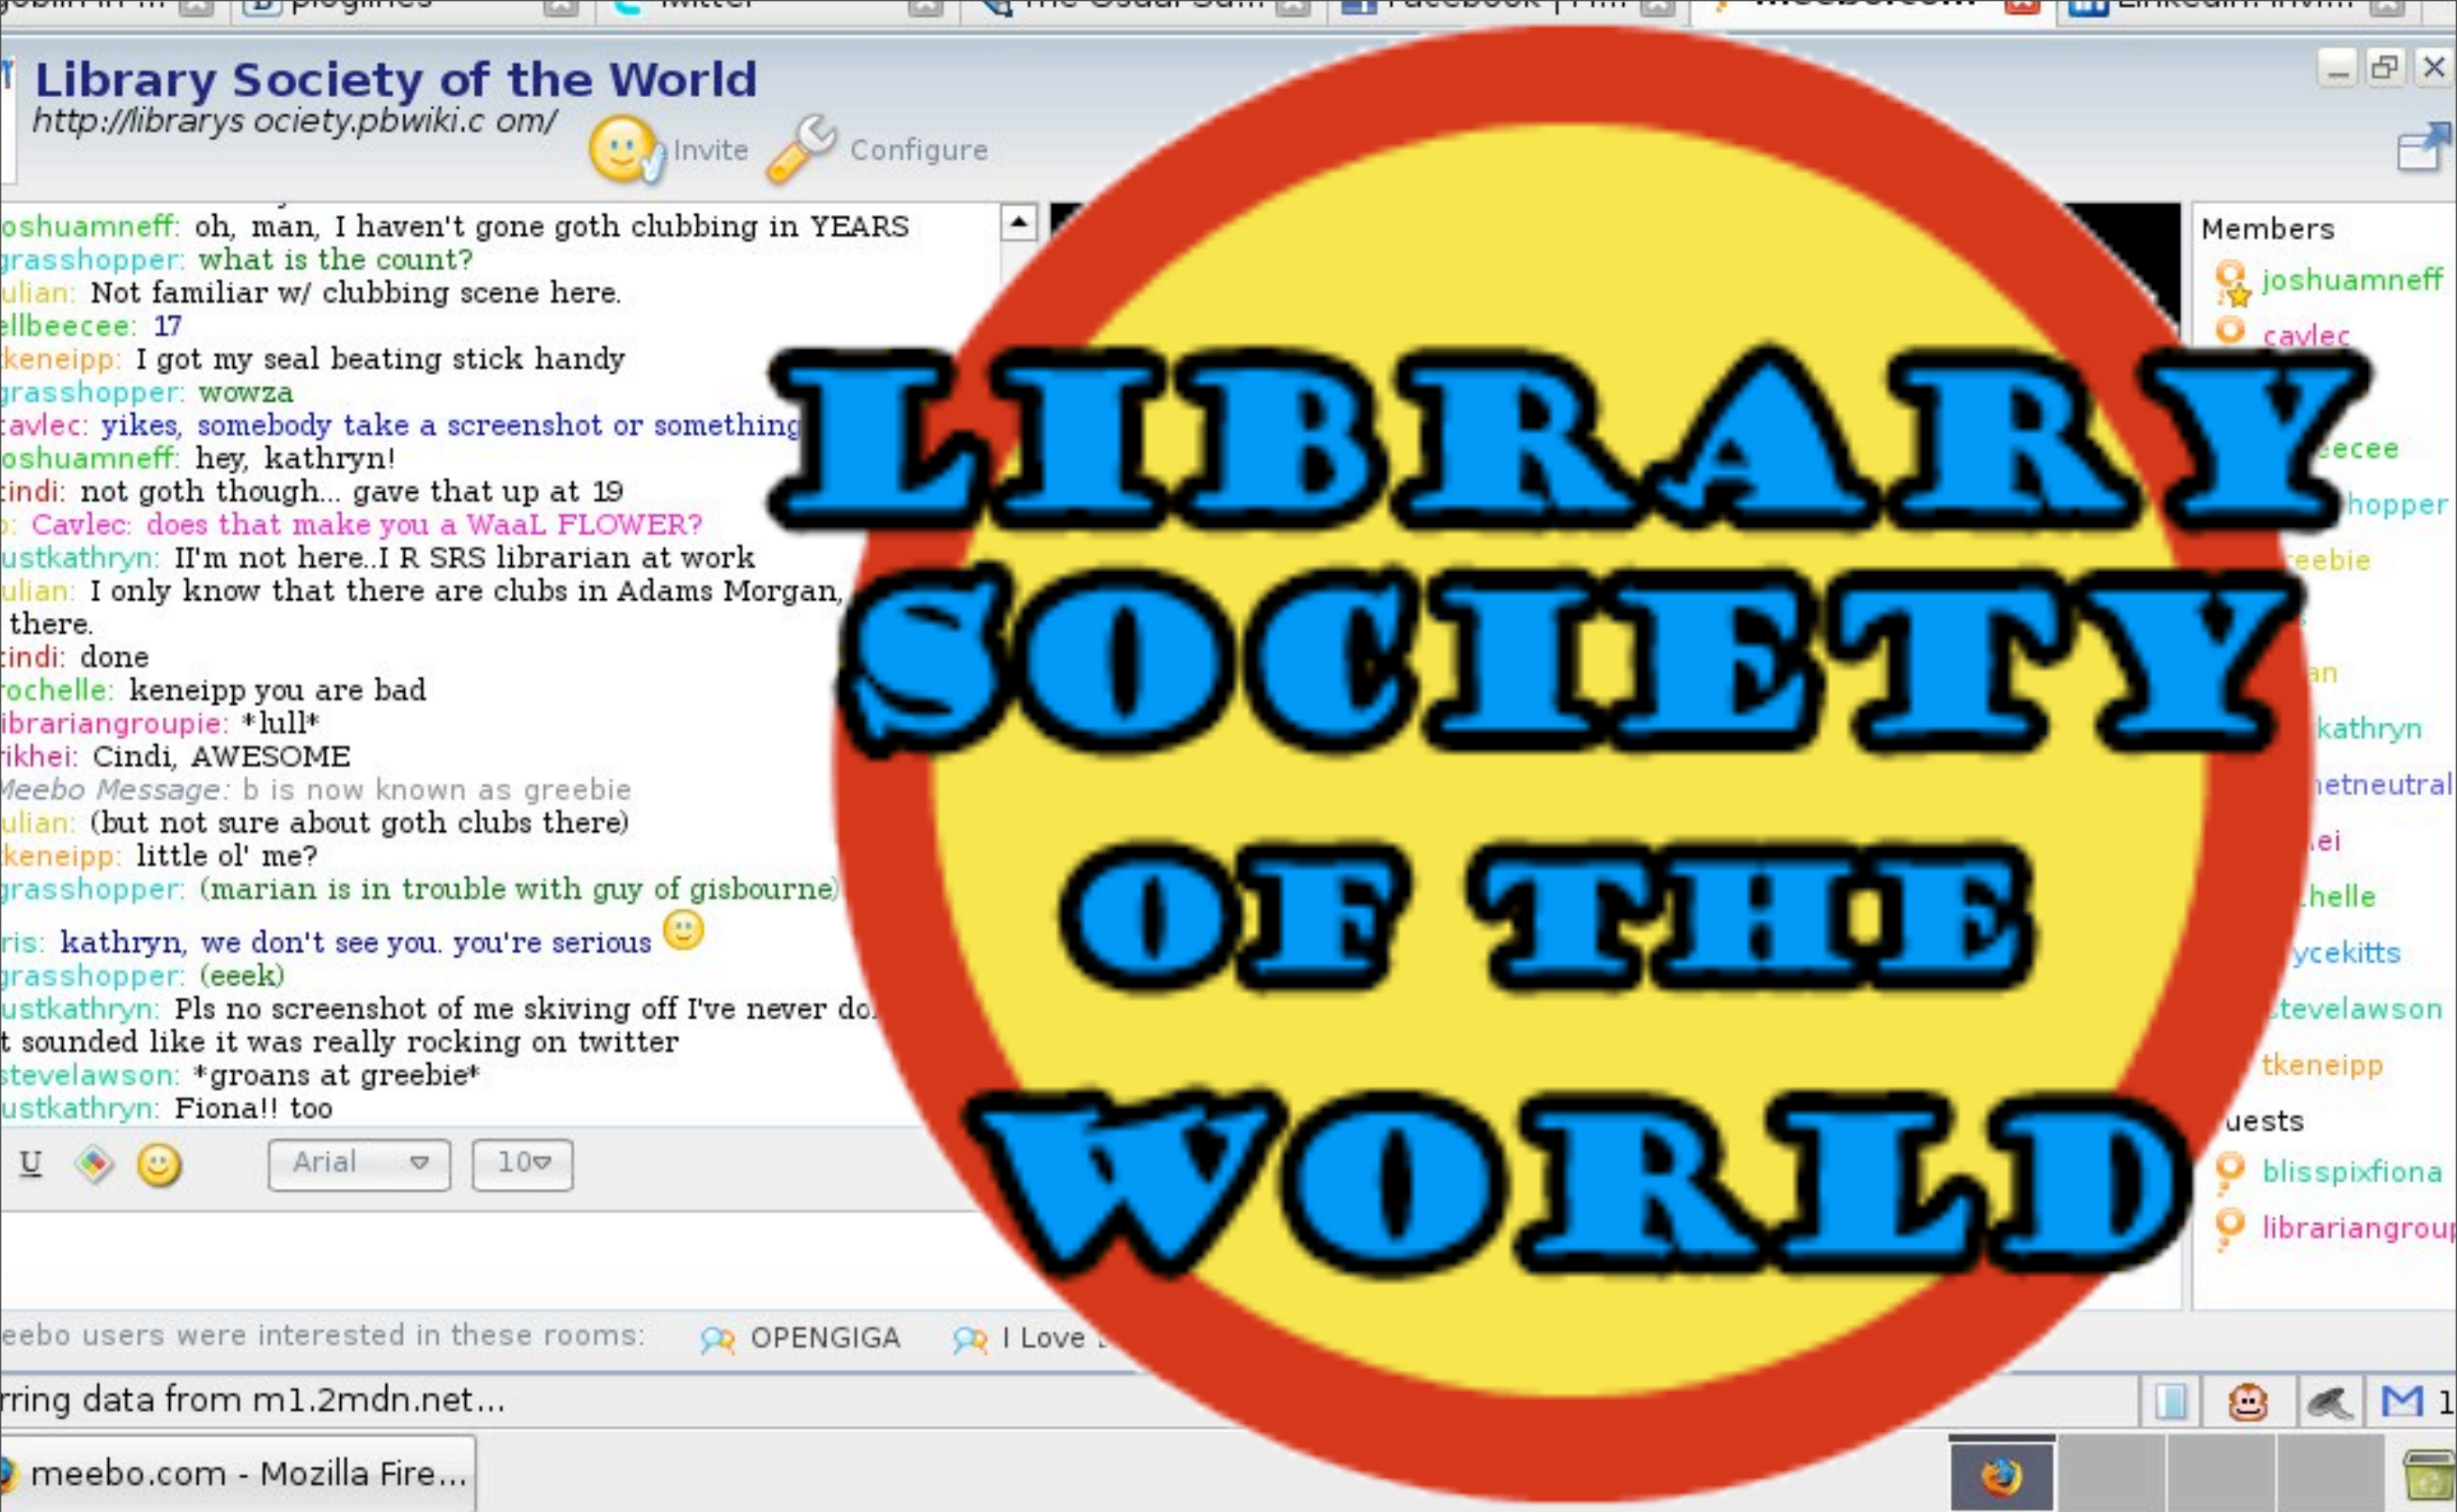 Twitter
Facebook |
Library Society of the World
http://librarys ociety.pbwiki.c om/
Invite Configure
oshuamneff: oh, man, I haven't gone goth clubbing in YEARS
grasshopper: what is the count?
ulian: Not familiar w/ clubbing scene here.
ellbeecee: 17
keneipp: I got my seal beating stick handy
grasshopper: wowza
cavlec: yikes, somebody take a screenshot or something
oshuamneff: hey, kathryn!
cindi: not goth though... gave that up at 19
Cavlec: does that make you a WaaL FLOWER?
ustkathryn: II'm not here..I R SRS librarian at work
ulian: I only know that there are clubs in Adams Morgan,
there.
cindi: done
rochelle: keneipp you are bad
ibrariangroupie: *lull*
rikhei: Cindi, AWESOME
Meebo Message: b is now known as greebie
ulian: (but not sure about goth clubs there)
keneipp: little ol' me?
grasshopper: (marian is in trouble with guy of gisbourne)
ris: kathryn, we don't see you. you're serious
grasshopper: (eeek)
ustkathryn: Pls no screenshot of me skiving off I've never do
t sounded like it was really rocking on twitter
stevelawson: *groans at greebie*
ustkathryn: Fiona!! too
U Arial 10
eebo users were interested in these rooms: OPENGIGA I Love
rring data from m1.2mdn.net...
meebo.com - Mozilla Fire...
LIBRARY
SOCIETY
OF THE
WORLD
Members
joshuamneff
cavlec
eecee
hopper
reebie
an
kathryn
netneutral
ei
helle
ycekitts
stevelawson
tkeneipp
uests
blisspixfiona
librariangroup
1